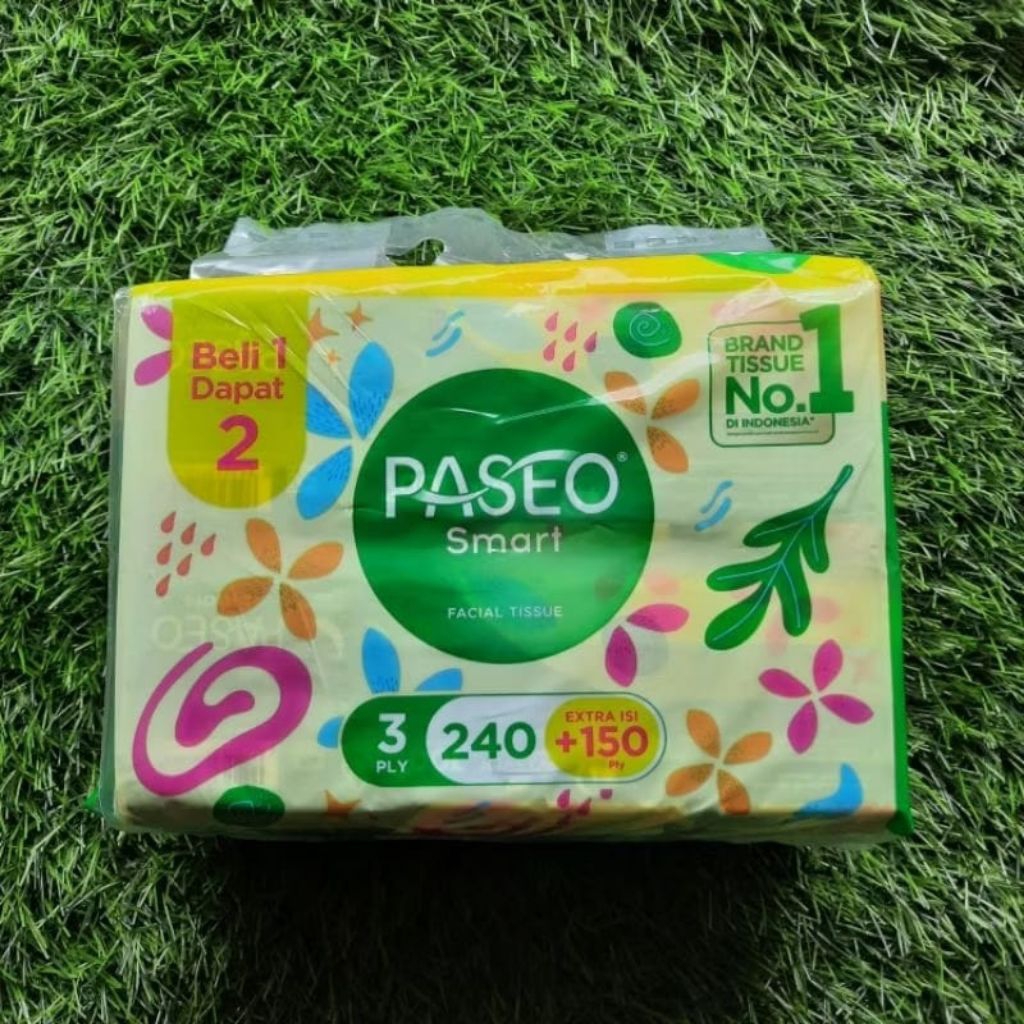 Beli 1
Dapat
2
BRAND
TISSUE
No.1
DI INDONESIA*
PASEO®
Smart
FACIAL TISSUE
3
PLY
240
EXTRA ISI
+150
Ply